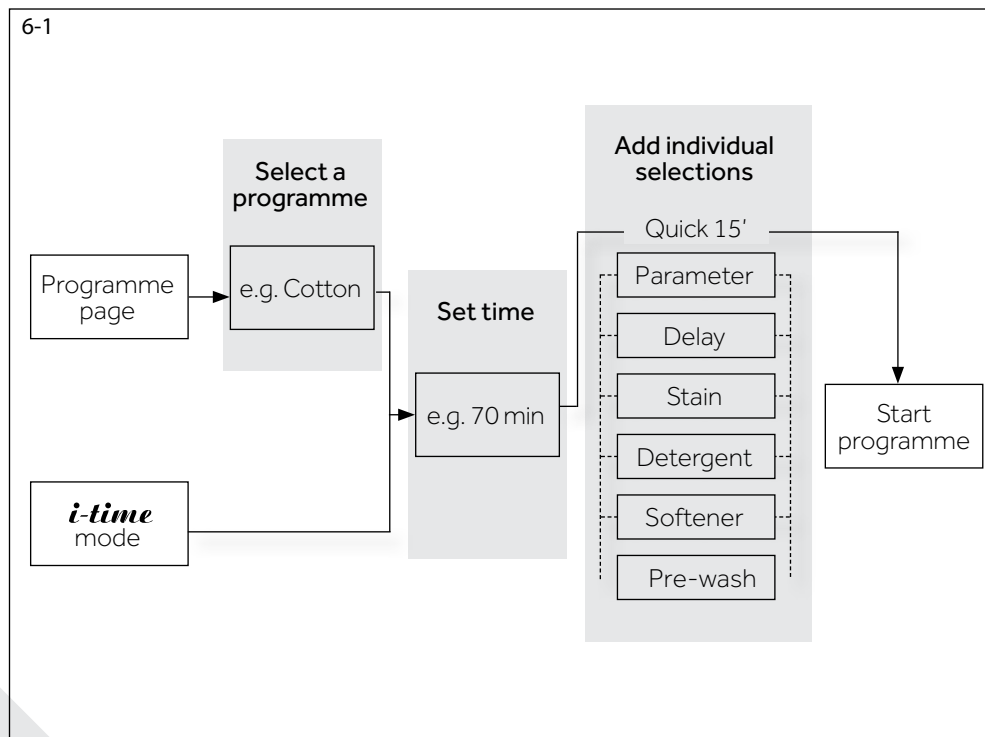 6-1
Select a
programme
Programme
page
e.g. Cotton
i-time
mode
Set time
e.g. 70 min
Add individual
selections
Quick 15'
Parameter
Delay
Stain
Detergent
Softener
Pre-wash
Start
programme